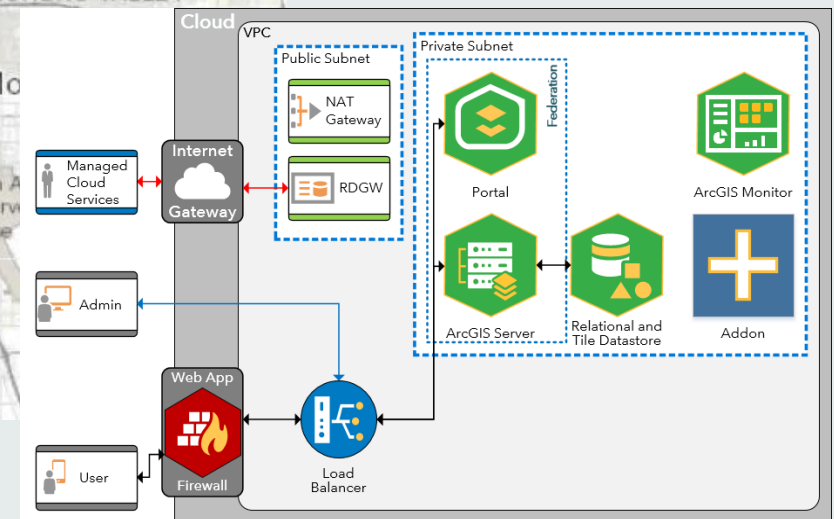 Cloud
VPC
Public Subnet
NAT
Gateway
RDGW
Private Subnet
Federation
Portal
ArcGIS Monitor
ArcGIS Server
Relational and
Tile Datastore
Addon
Internet
Gateway
Managed
Cloud
Services
Admin
Web App
Firewall
User
Load
Balancer